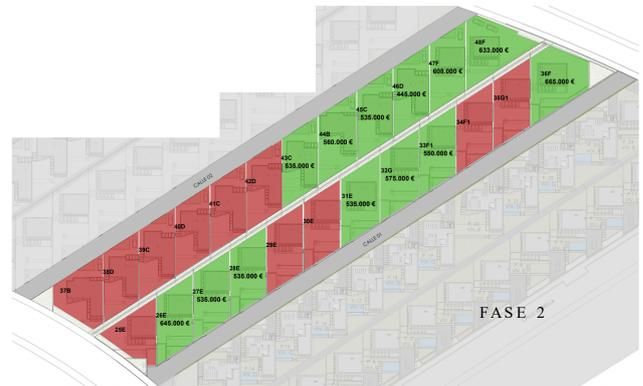 48F
633.000 €
47F
608.000 €
36F
665.000 €
46D
445.000 €
35G1
45C
535.000 €
34F1
44B
560.000 €
33F1
550.000 €
43C
535.000 €
32G
575.000 €
42D
CALLE 02
31E
535.000 €
41C
30E
40D
29E
CALLE 01
39C
28E
535.000 €
38D
27E
535.000 €
37B
26E
645.000 €
25E
FASE 2